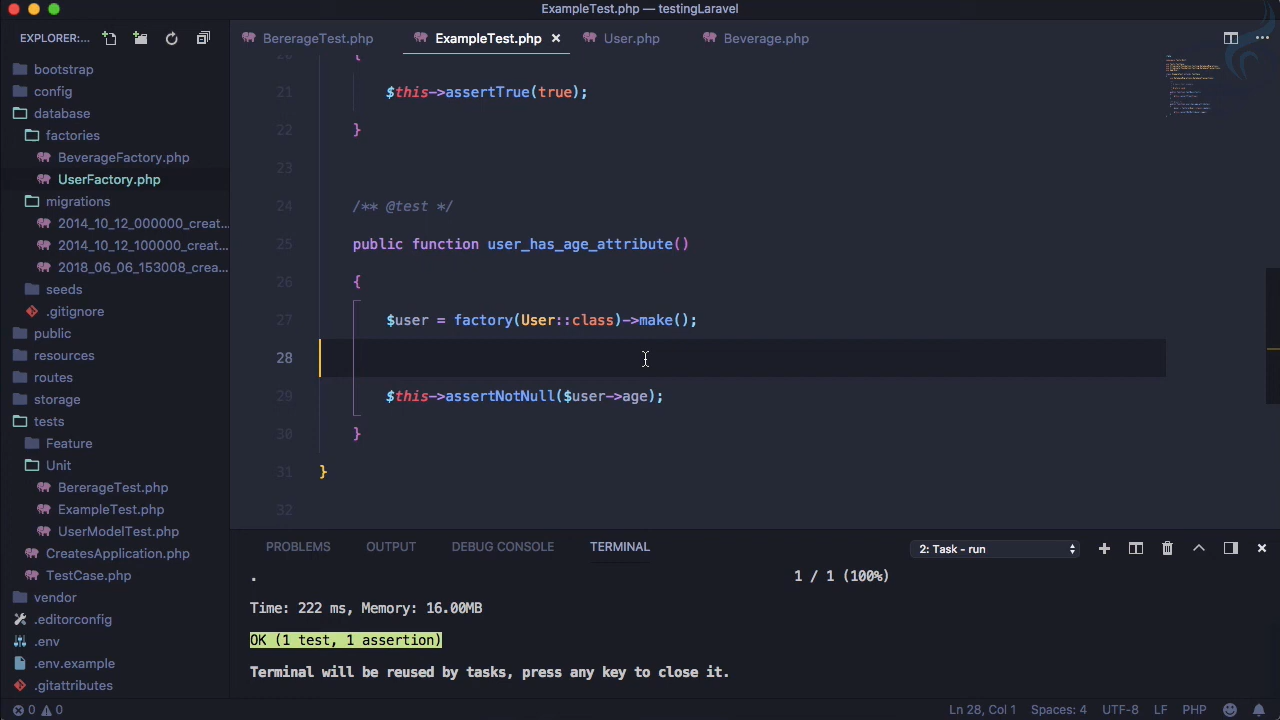 ExampleTest.php — testingLaravel
EXPLORER:...
BererageTest.php
ExampleTest.php
User.php
Beverage.php
bootstrap
config
database
factories
BeverageFactory.php
UserFactory.php
migrations
2014_10_12_000000_creat...
2014_10_12_100000_creat...
2018_06_06_153008_crea...
seeds
.gitignore
public
resources
routes
storage
tests
Feature
Unit
BererageTest.php
ExampleTest.php
UserModelTest.php
CreatesApplication.php
TestCase.php
vendor
.editorconfig
.env
.env.example
.gitattributes
20 {
21 $this->assertTrue(true);
22 }
23
24 /** @test */
25 public function user_has_age_attribute()
26 {
27 $user = factory(User::class)->make();
28
29 $this->assertNotNull($user->age);
30 }
31 }
32
PROBLEMS OUTPUT DEBUG CONSOLE TERMINAL 2: Task - run
. 1 / 1 (100%)
Time: 222 ms, Memory: 16.00MB
OK (1 test, 1 assertion)
Terminal will be reused by tasks, press any key to close it.
0 0 Ln 28, Col 1 Spaces: 4 UTF-8 LF PHP